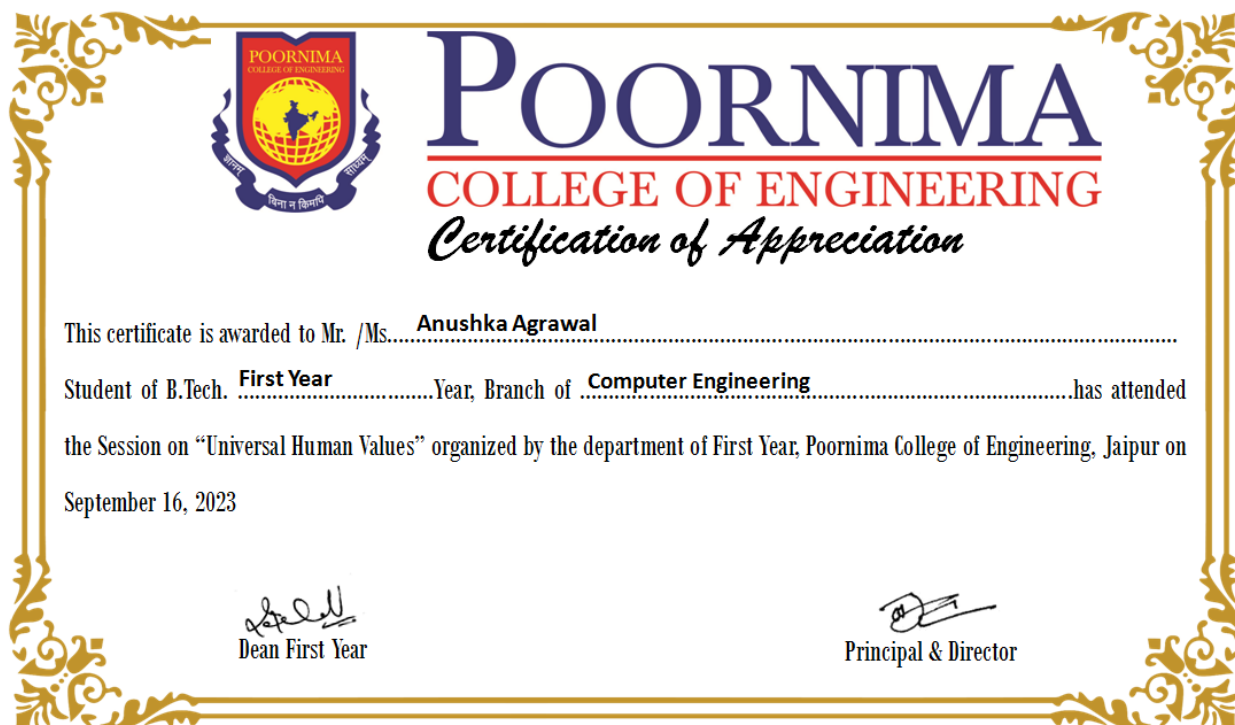 POORNIMA
COLLEGE OF ENGINEERING
ज्ञानम्
विना न किमपि
साध्यम्
POORNIMA
COLLEGE OF ENGINEERING
Certification of Appreciation
This certificate is awarded to Mr. /Ms.....Anushka Agrawal..........
Student of B.Tech. First Year..........Year, Branch of Computer Engineering..........has attended
the Session on “Universal Human Values” organized by the department of First Year, Poornima College of Engineering, Jaipur on
September 16, 2023
Dean First Year
Principal & Director